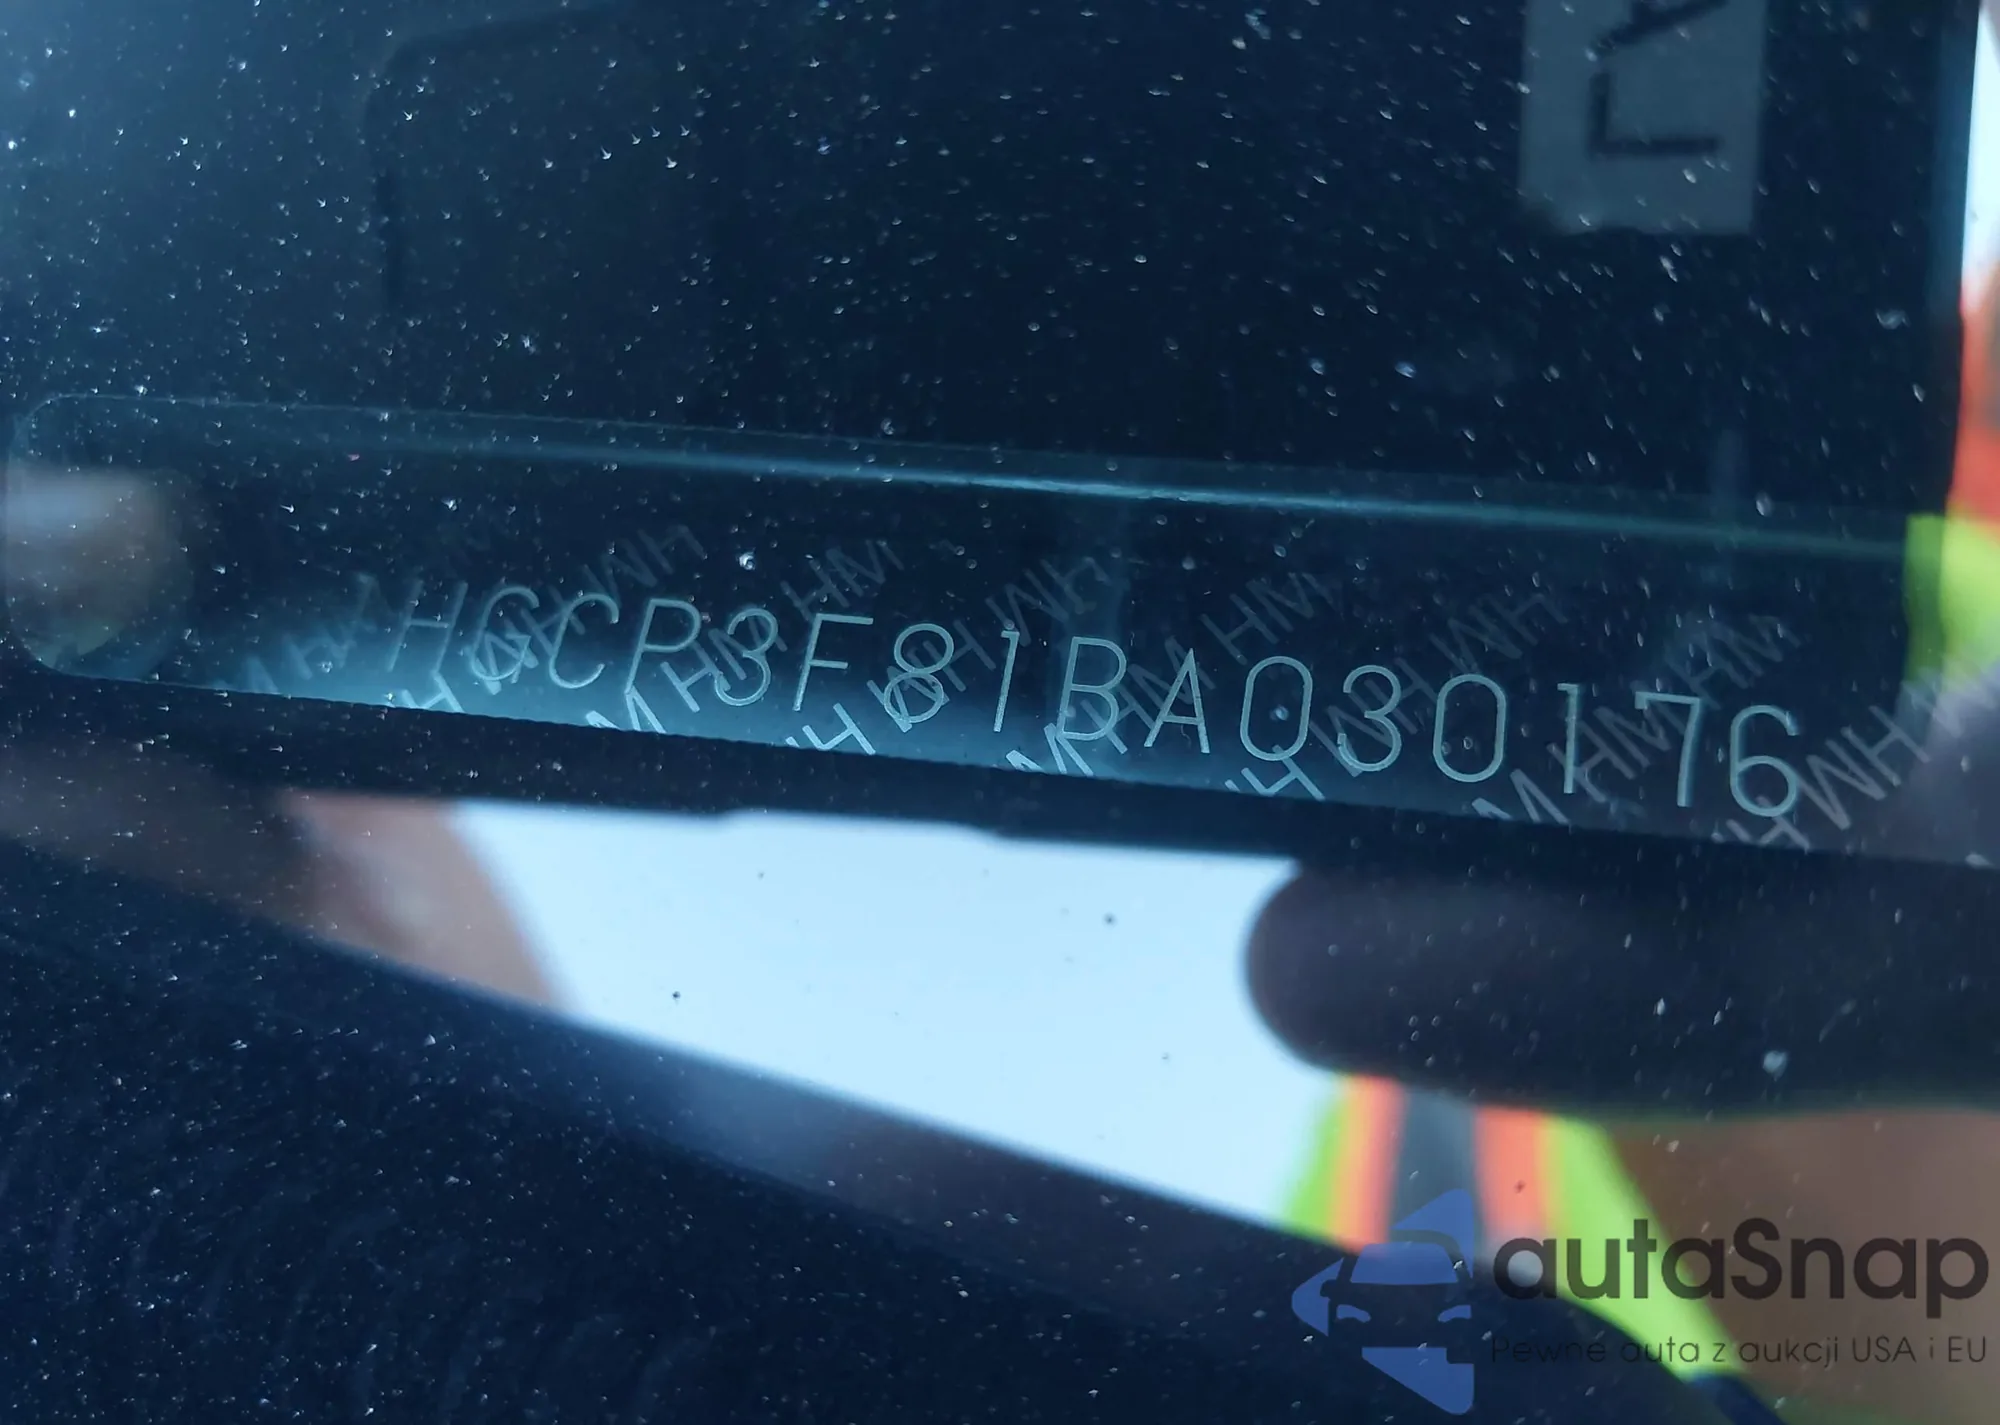 HGCP3F81BA030176
autaSnap
Pewne auta z aukcji USA i EU